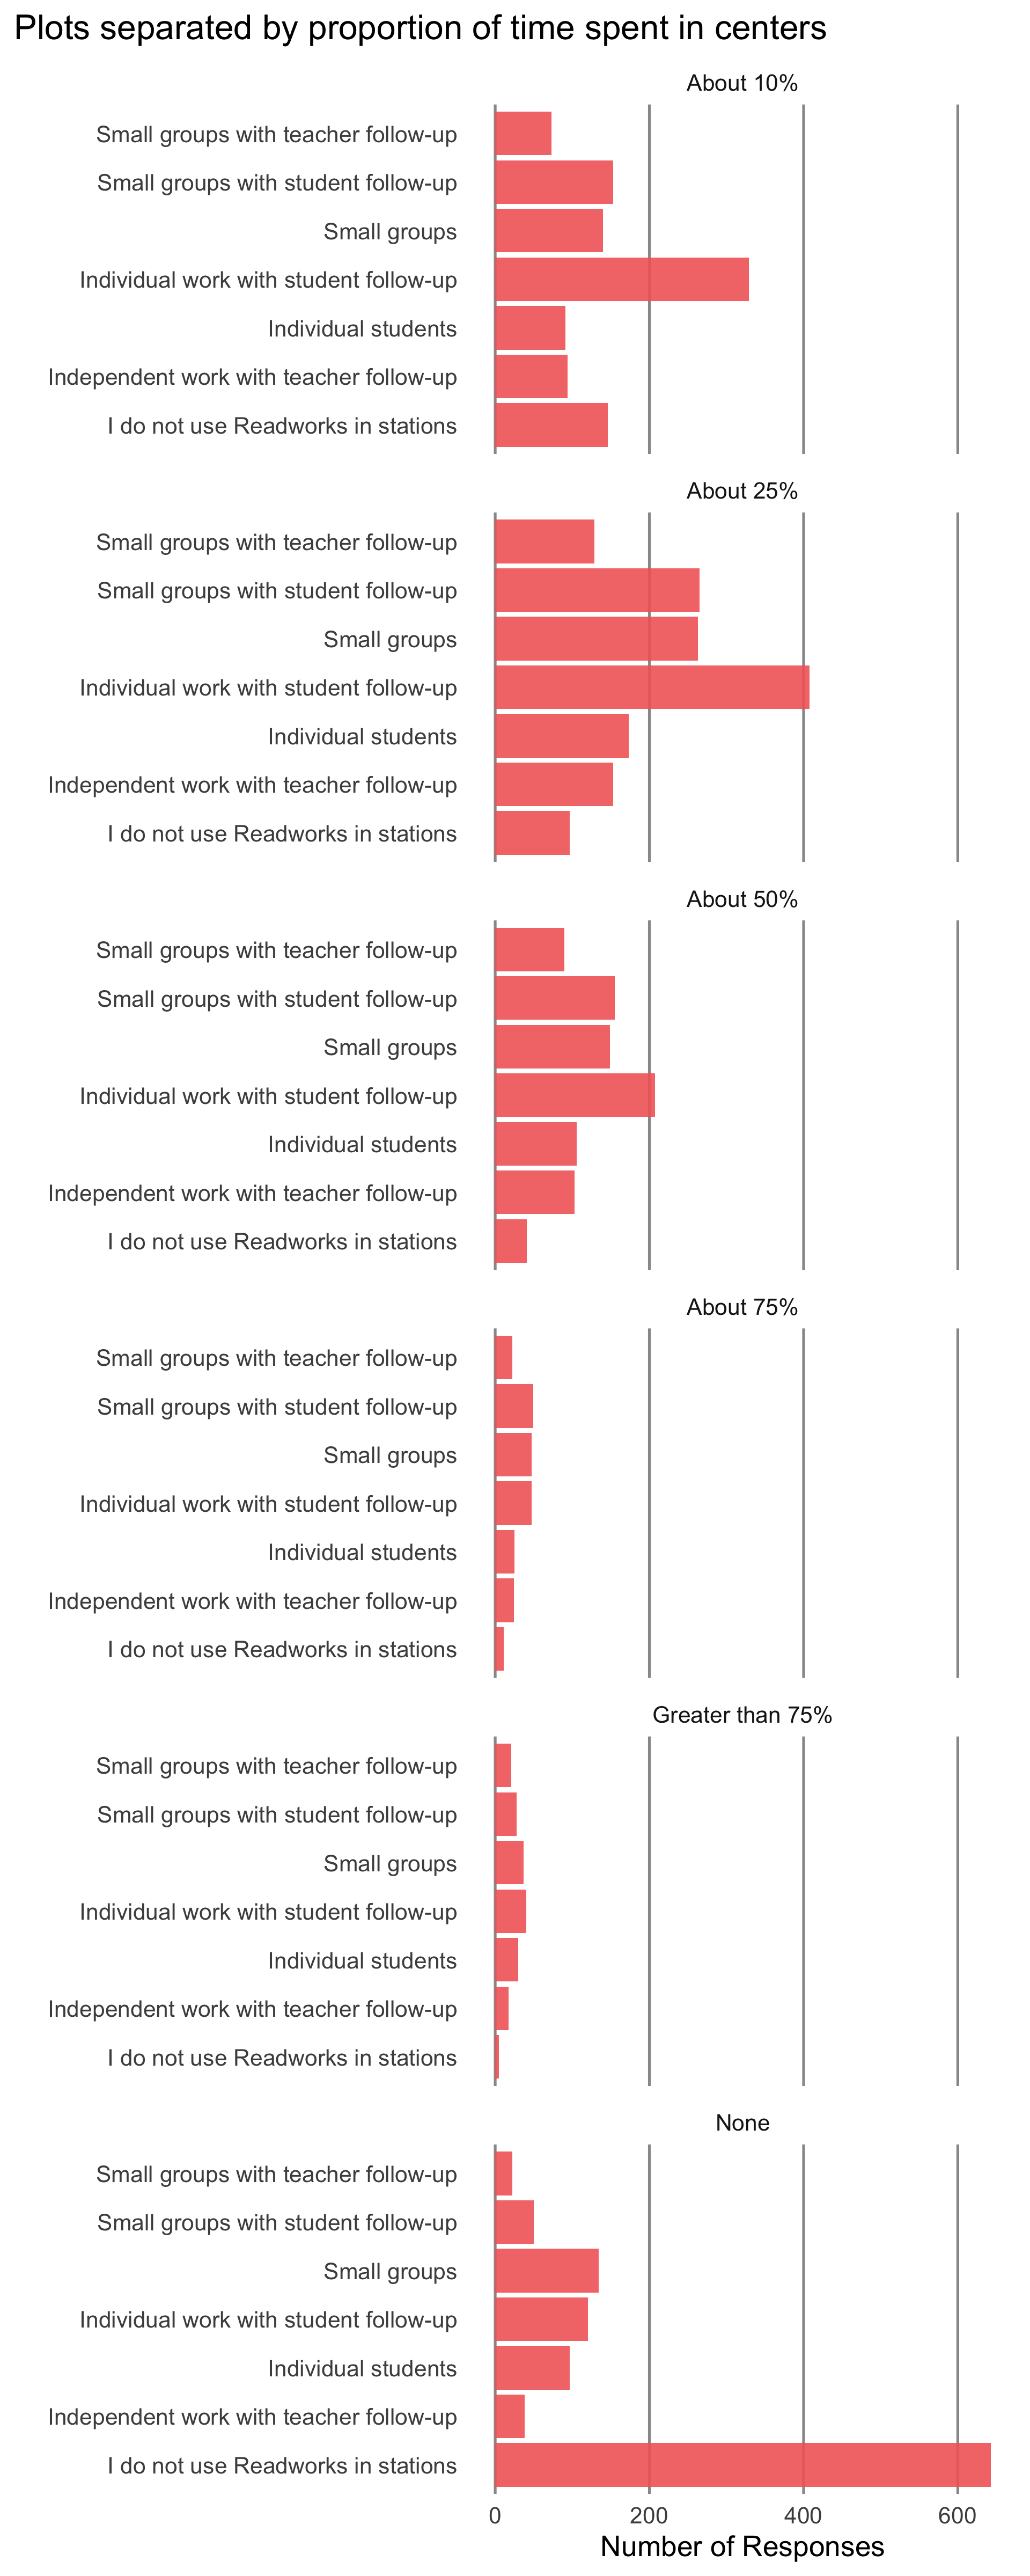 Plots separated by proportion of time spent in centers
About 10%
Small groups with teacher follow-up
Small groups with student follow-up
Small groups
Individual work with student follow-up
Individual students
Independent work with teacher follow-up
I do not use Readworks in stations
About 25%
Small groups with teacher follow-up
Small groups with student follow-up
Small groups
Individual work with student follow-up
Individual students
Independent work with teacher follow-up
I do not use Readworks in stations
About 50%
Small groups with teacher follow-up
Small groups with student follow-up
Small groups
Individual work with student follow-up
Individual students
Independent work with teacher follow-up
I do not use Readworks in stations
About 75%
Small groups with teacher follow-up
Small groups with student follow-up
Small groups
Individual work with student follow-up
Individual students
Independent work with teacher follow-up
I do not use Readworks in stations
Greater than 75%
Small groups with teacher follow-up
Small groups with student follow-up
Small groups
Individual work with student follow-up
Individual students
Independent work with teacher follow-up
I do not use Readworks in stations
None
Small groups with teacher follow-up
Small groups with student follow-up
Small groups
Individual work with student follow-up
Individual students
Independent work with teacher follow-up
I do not use Readworks in stations
0 200 400 600
Number of Responses